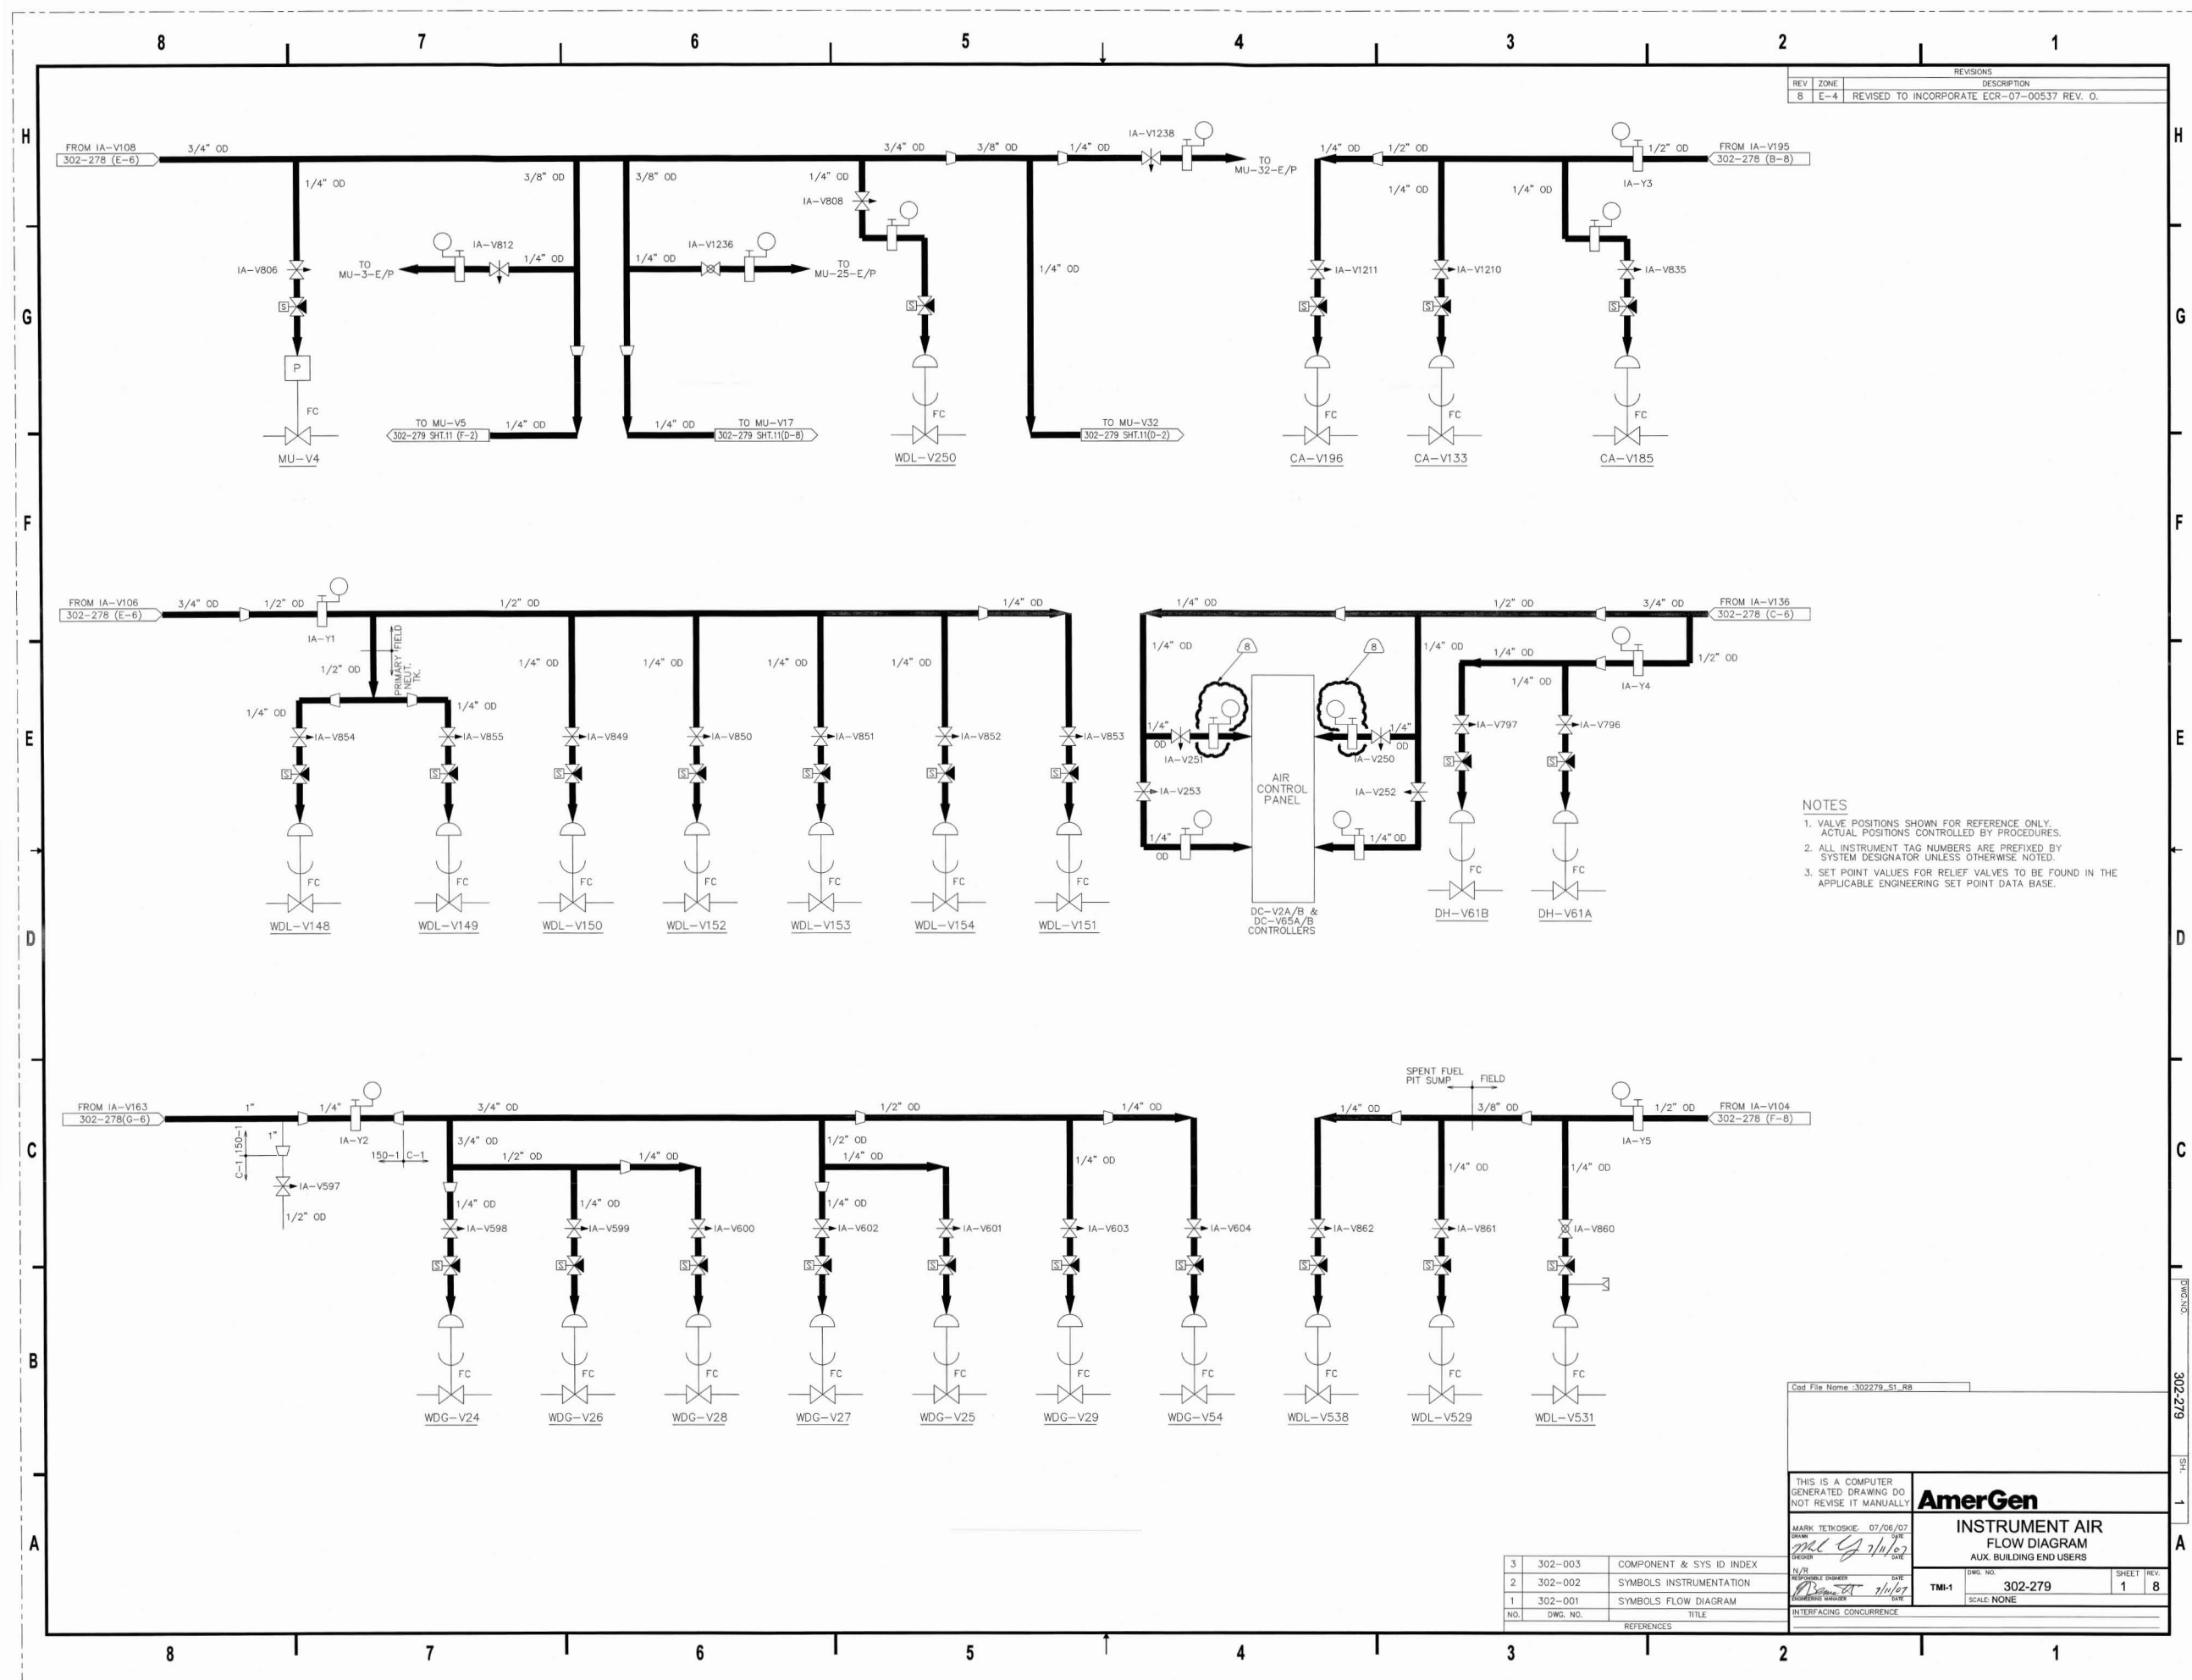 8 7 6 5 4 3 2 1
REVISIONS
REV ZONE DESCRIPTION
8 E-4 REVISED TO INCORPORATE ECR-07-00537 REV. 0.
H H
G G
F F
E E
D D
C C
B B
A A
FROM IA-V108
302-278 (E-6)
3/4" OD
1/4" OD
3/8" OD
3/8" OD
3/4" OD
3/8" OD
1/4" OD
IA-V1238
TO
MU-32-E/P
1/4" OD
IA-V808
IA-V806
TO
MU-3-E/P
IA-V812
1/4" OD
1/4" OD
IA-V1236
TO
MU-25-E/P
1/4" OD
S
S
P
FC
FC
TO MU-V5
302-279 SHT.11 (F-2)
1/4" OD
1/4" OD
TO MU-V17
302-279 SHT.11(D-8)
TO MU-V32
302-279 SHT.11(D-2)
MU-V4
WDL-V250
1/4" OD
1/2" OD
1/2" OD
FROM IA-V195
302-278 (B-8)
IA-Y3
1/4" OD
1/4" OD
IA-V1211
IA-V1210
IA-V835
S
S
S
FC
FC
FC
CA-V196
CA-V133
CA-V185
FROM IA-V106
302-278 (E-6)
3/4" OD
1/2" OD
IA-Y1
1/2" OD
1/4" OD
FIELD
PRIMARY
NEUT.
TK.
1/2" OD
1/4" OD
1/4" OD
1/4" OD
1/4" OD
1/4" OD
1/4" OD
IA-V854
IA-V855
IA-V849
IA-V850
IA-V851
IA-V852
IA-V853
S
S
S
S
S
S
S
FC
FC
FC
FC
FC
FC
FC
WDL-V148
WDL-V149
WDL-V150
WDL-V152
WDL-V153
WDL-V154
WDL-V151
1/4" OD
1/2" OD
3/4" OD
FROM IA-V136
302-278 (C-6)
1/4" OD
8
8
1/4" OD
1/4" OD
1/2" OD
IA-Y4
1/4" OD
1/4"
OD
IA-V251
1/4"
OD
IA-V250
IA-V253
IA-V252
AIR
CONTROL
PANEL
1/4"
OD
1/4" OD
DC-V2A/B &
DC-V65A/B
CONTROLLERS
IA-V797
IA-V796
S
S
FC
FC
DH-V61B
DH-V61A
NOTES
1. VALVE POSITIONS SHOWN FOR REFERENCE ONLY.
ACTUAL POSITIONS CONTROLLED BY PROCEDURES.
2. ALL INSTRUMENT TAG NUMBERS ARE PREFIXED BY
SYSTEM DESIGNATOR UNLESS OTHERWISE NOTED.
3. SET POINT VALUES FOR RELIEF VALVES TO BE FOUND IN THE
APPLICABLE ENGINEERING SET POINT DATA BASE.
FROM IA-V163
302-278(G-6)
1"
1/4"
IA-Y2
3/4" OD
1/2" OD
1/4" OD
C-1 150-1
1"
150-1 C-1
IA-V597
1/2" OD
3/4" OD
1/2" OD
1/4" OD
1/2" OD
1/4" OD
1/4" OD
1/4" OD
1/4" OD
1/4" OD
IA-V598
IA-V599
IA-V600
IA-V602
IA-V601
IA-V603
IA-V604
S
S
S
S
S
S
S
FC
FC
FC
FC
FC
FC
FC
WDG-V24
WDG-V26
WDG-V28
WDG-V27
WDG-V25
WDG-V29
WDG-V54
SPENT FUEL
PIT SUMP
FIELD
1/4" OD
3/8" OD
1/2" OD
FROM IA-V104
302-278 (F-8)
IA-Y5
1/4" OD
1/4" OD
IA-V862
IA-V861
IA-V860
S
S
S
FC
FC
FC
WDL-V538
WDL-V529
WDL-V531
DWG.NO.
302-279
SH.
1
Cad File Name :302279_S1_R8
THIS IS A COMPUTER
GENERATED DRAWING DO
NOT REVISE IT MANUALLY
AmerGen
MARK TETKOSKIE 07/06/07
DRAWN DATE
7/11/07
CHECKER DATE
N/R
RESPONSIBLE ENGINEER DATE
7/11/07
ENGINEERING MANAGER DATE
INTERFACING CONCURRENCE
INSTRUMENT AIR
FLOW DIAGRAM
AUX. BUILDING END USERS
TMI-1
DWG. NO.
302-279
SCALE: NONE
SHEET
1
REV.
8
3 302-003 COMPONENT & SYS ID INDEX
2 302-002 SYMBOLS INSTRUMENTATION
1 302-001 SYMBOLS FLOW DIAGRAM
NO. DWG. NO. TITLE
REFERENCES
8 7 6 5 4 3 2 1